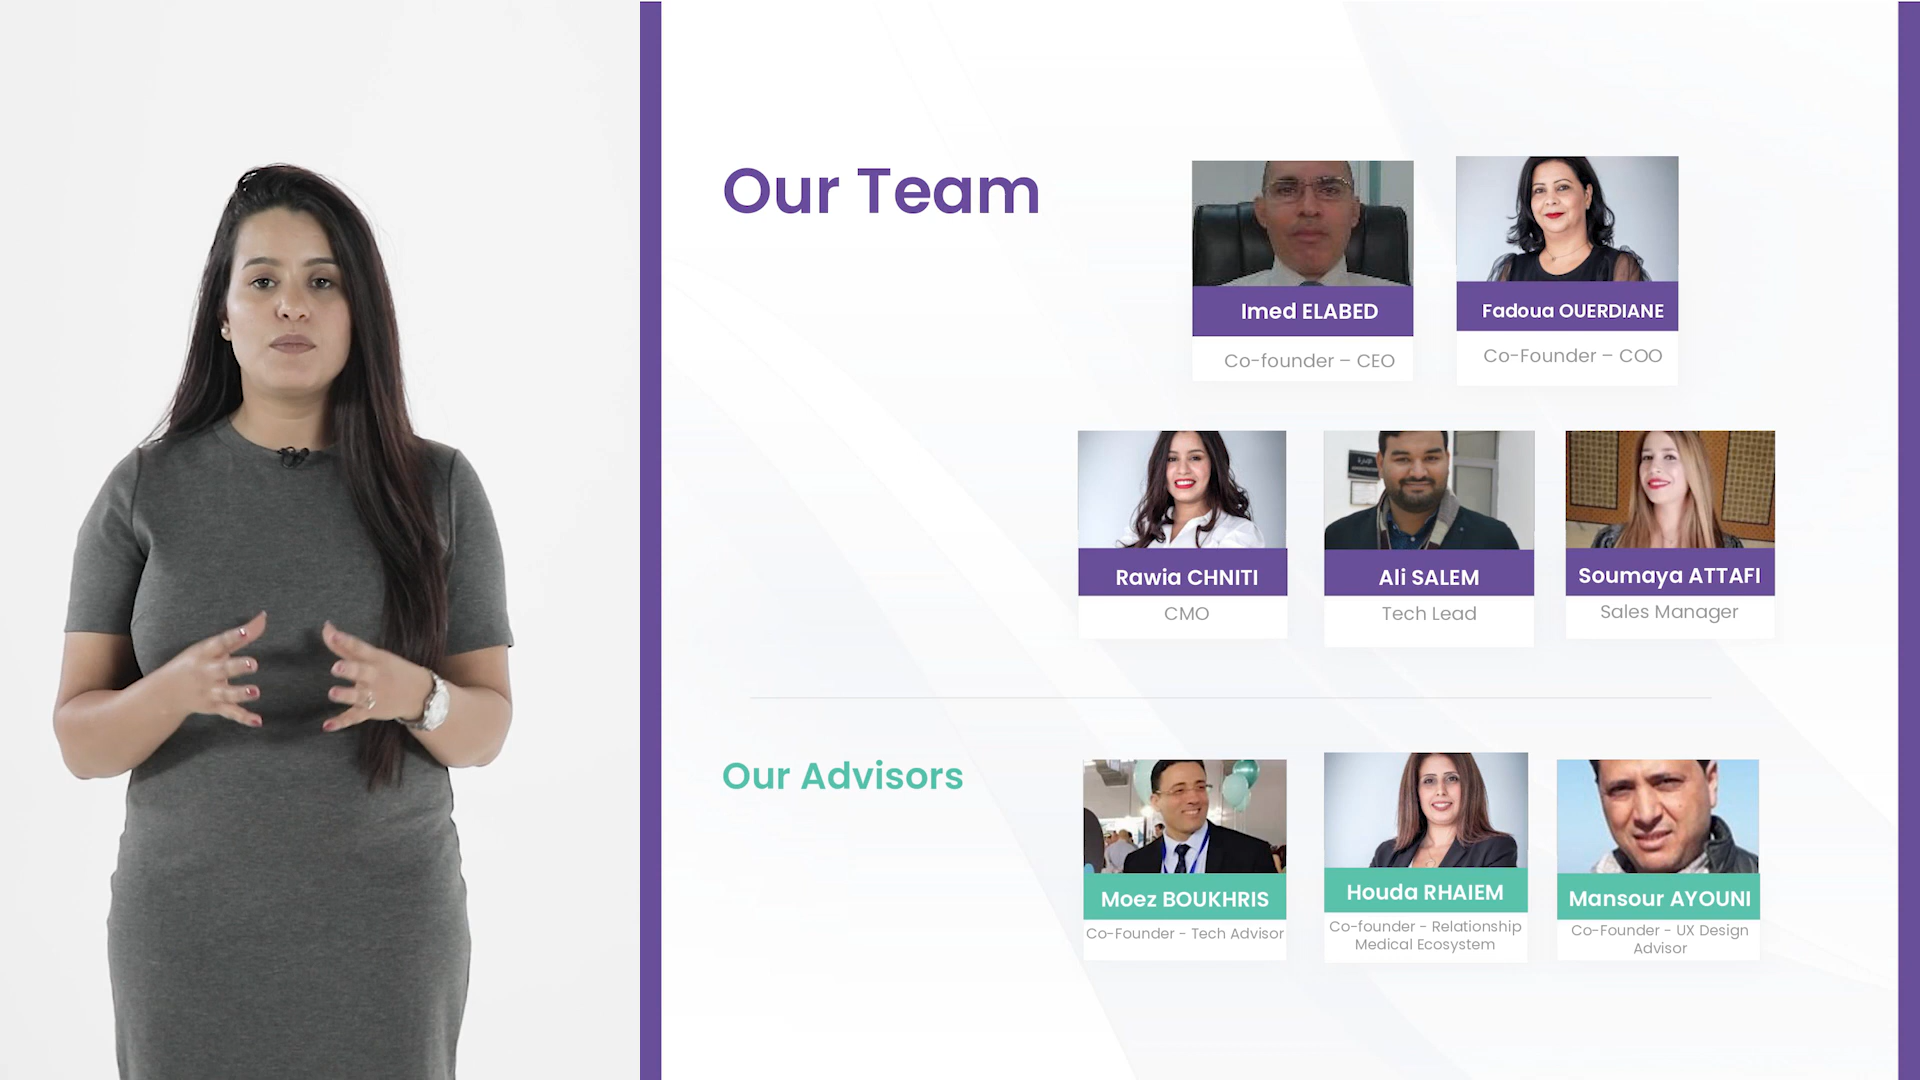 Our Team
Imed ELABED
Co-founder – CEO
Fadoua OUERDIANE
Co-Founder – COO
Rawia CHNITI
CMO
Ali SALEM
Tech Lead
Soumaya ATTAFI
Sales Manager
Our Advisors
Moez BOUKHRIS
Co-Founder - Tech Advisor
Houda RHAIEM
Co-founder - Relationship
Medical Ecosystem
Mansour AYOUNI
Co-Founder - UX Design
Advisor